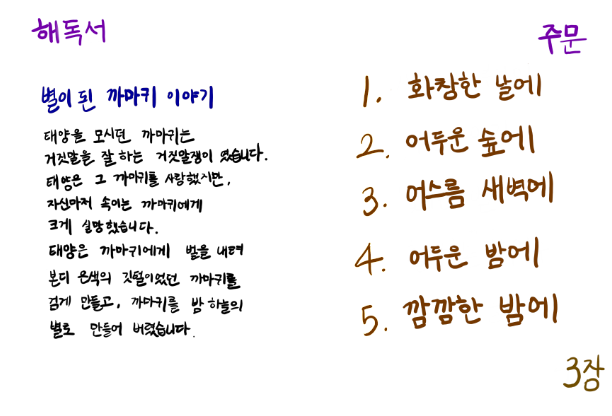 해독서
주문
별이 된 까마귀 이야기
태양을 모시던 까마귀는
거짓말을 잘 하는 거짓말쟁이 였습니다.
태양은 그 까마귀를 사랑했지만,
자신마저 속이는 까마귀에게
크게 실망했습니다.
태양은 까마귀에게 벌을 내려
본디 은색의 깃털이었던 까마귀를
검게 만들고, 까마귀를 밤 하늘의
별로 만들어 버렸습니다.
1. 화창한 날에
2. 어두운 숲에
3. 어스름 새벽에
4. 어두운 밤에
5. 깜깜한 밤에
3장